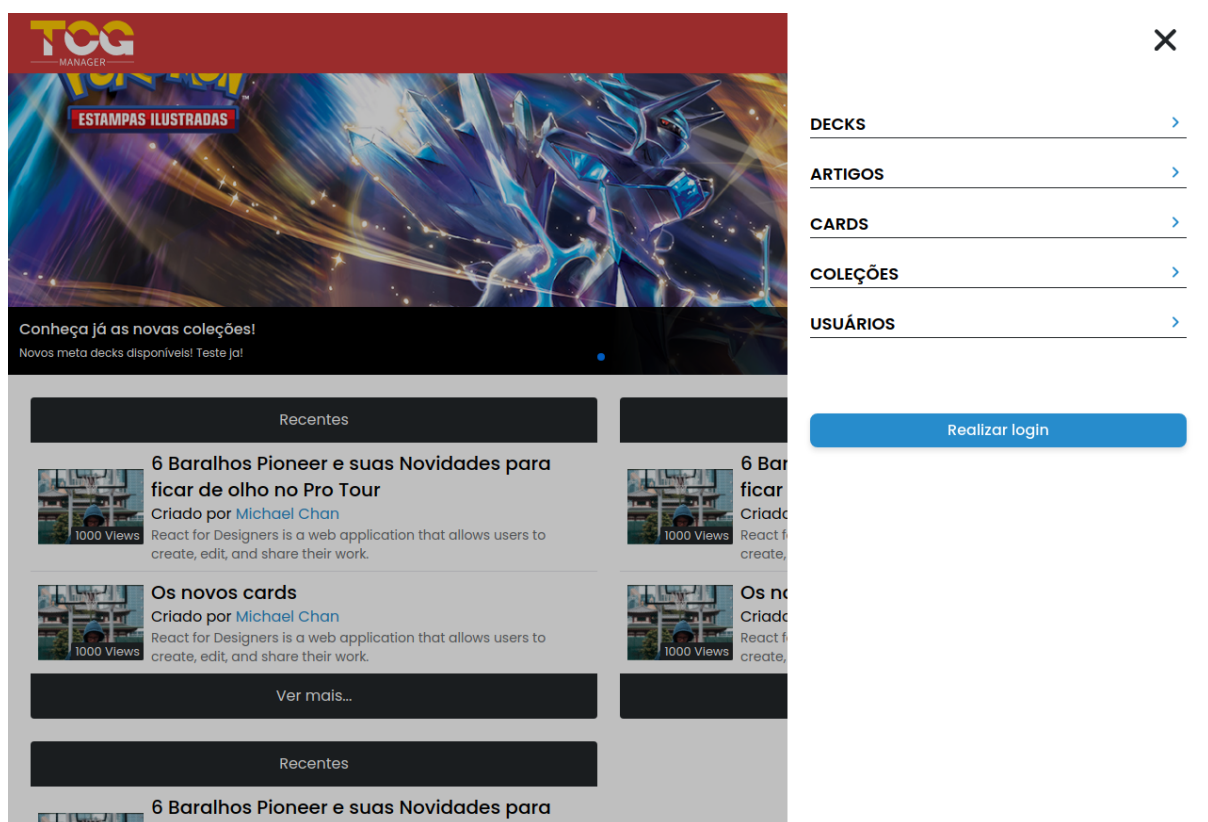 TCG
MANAGER
POKÉMON
ESTAMPAS ILUSTRADAS
Conheça já as novas coleções!
Novos meta decks disponíveis! Teste ja!
Recentes
6 Baralhos Pioneer e suas Novidades para
ficar de olho no Pro Tour
Criado por Michael Chan
React for Designers is a web application that allows users to
create, edit, and share their work.
1000 Views
Os novos cards
Criado por Michael Chan
React for Designers is a web application that allows users to
create, edit, and share their work.
1000 Views
Ver mais...
Recentes
6 Baralhos Pioneer e suas Novidades para
6 Bar
ficar
Criado
React f
create,
1000 Views
Os no
Criado
React f
create,
1000 Views
DECKS
ARTIGOS
CARDS
COLEÇÕES
USUÁRIOS
Realizar login